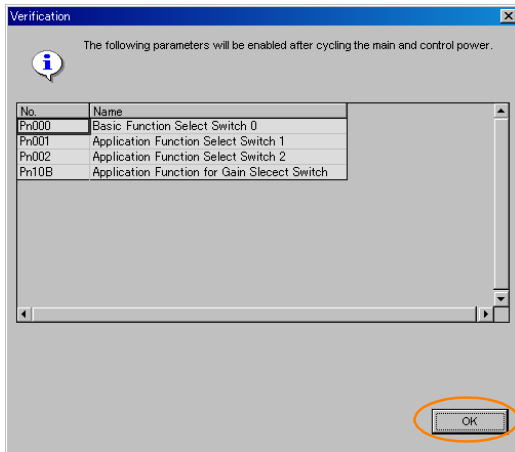 Verification
The following parameters will be enabled after cycling the main and control power.
No. Name
Pn000 Basic Function Select Switch 0
Pn001 Application Function Select Switch 1
Pn002 Application Function Select Switch 2
Pn10B Application Function for Gain Slecect Switch
OK